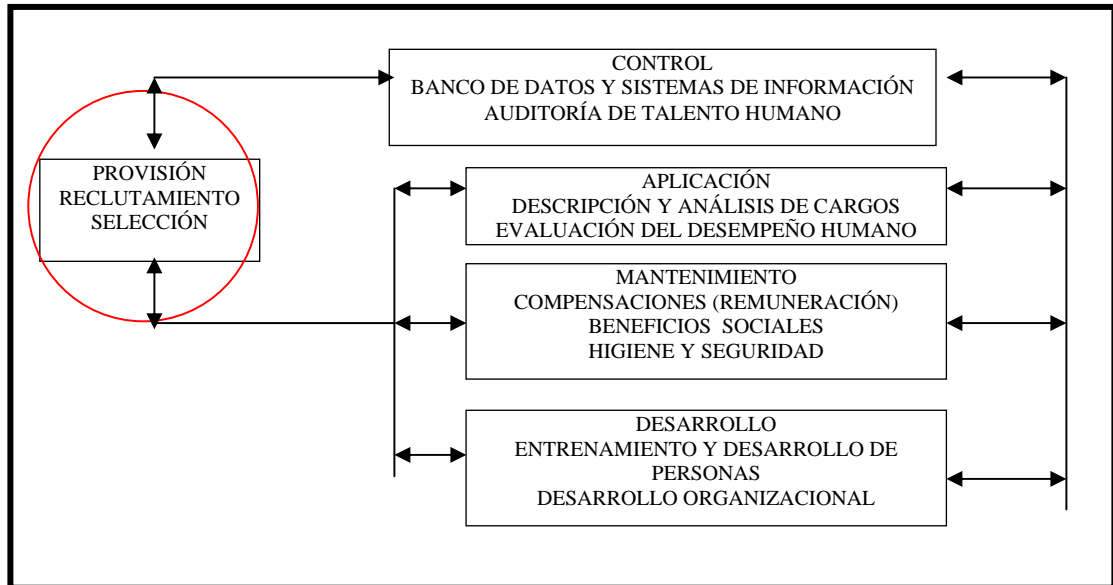 CONTROL
BANCO DE DATOS Y SISTEMAS DE INFORMACIÓN
AUDITORÍA DE TALENTO HUMANO
PROVISIÓN
RECLUTAMIENTO
SELECCIÓN
APLICACIÓN
DESCRIPCIÓN Y ANÁLISIS DE CARGOS
EVALUACIÓN DEL DESEMPEÑO HUMANO
MANTENIMIENTO
COMPENSACIONES (REMUNERACIÓN)
BENEFICIOS SOCIALES
HIGIENE Y SEGURIDAD
DESARROLLO
ENTRENAMIENTO Y DESARROLLO DE
PERSONAS
DESARROLLO ORGANIZACIONAL